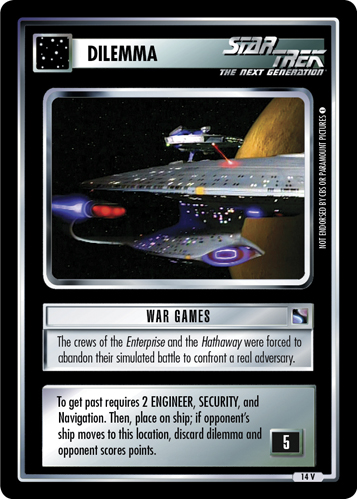 DILEMMA
STAR TREK
THE NEXT GENERATION
NOT ENDORSED BY CBS OR PARAMOUNT PICTURES
WAR GAMES
The crews of the Enterprise and the Hathaway were forced to
abandon their simulated battle to confront a real adversary.
To get past requires 2 ENGINEER, SECURITY, and
Navigation. Then, place on ship; if opponent's
ship moves to this location, discard dilemma and
opponent scores points.
5
14 V